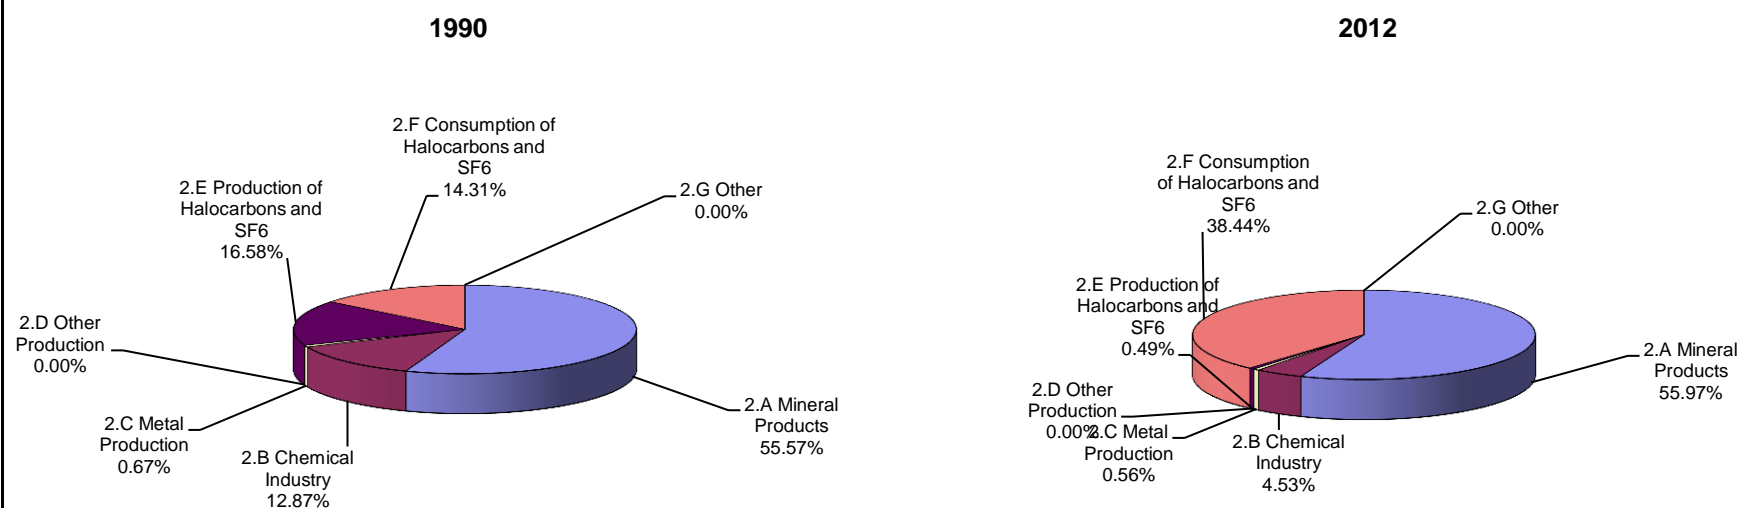 1990
2.F Consumption of
Halocarbons and
SF6
14.31%
2.E Production of
Halocarbons and
SF6
16.58%
2.G Other
0.00%
2.D Other
Production
0.00%
2.C Metal
Production
0.67%
2.B Chemical
Industry
12.87%
2.A Mineral
Products
55.57%
2012
2.F Consumption
of Halocarbons and
SF6
38.44%
2.G Other
0.00%
2.E Production of
Halocarbons and
SF6
0.49%
2.D Other
Production
0.00%
2.C Metal
Production
0.56%
2.B Chemical
Industry
4.53%
2.A Mineral
Products
55.97%